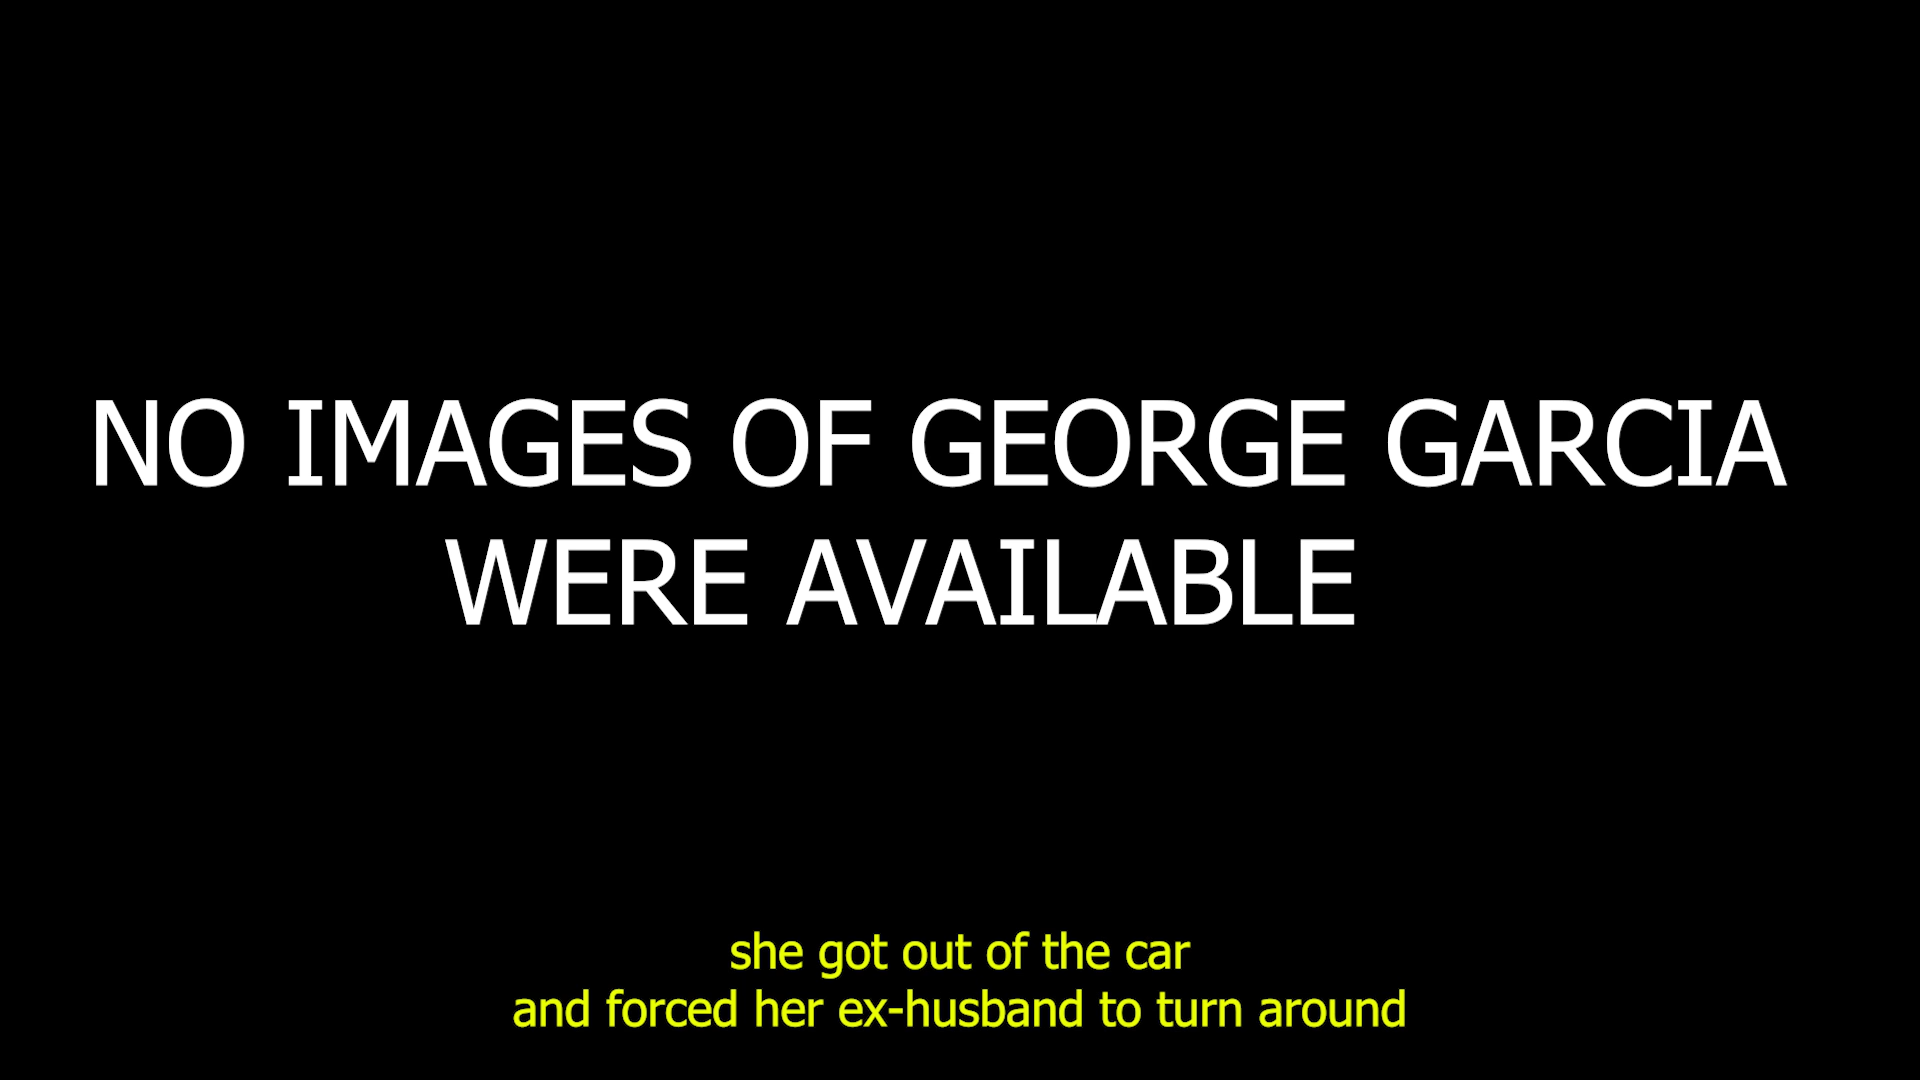 NO IMAGES OF GEORGE GARCIA
WERE AVAILABLE
she got out of the car
and forced her ex-husband to turn around